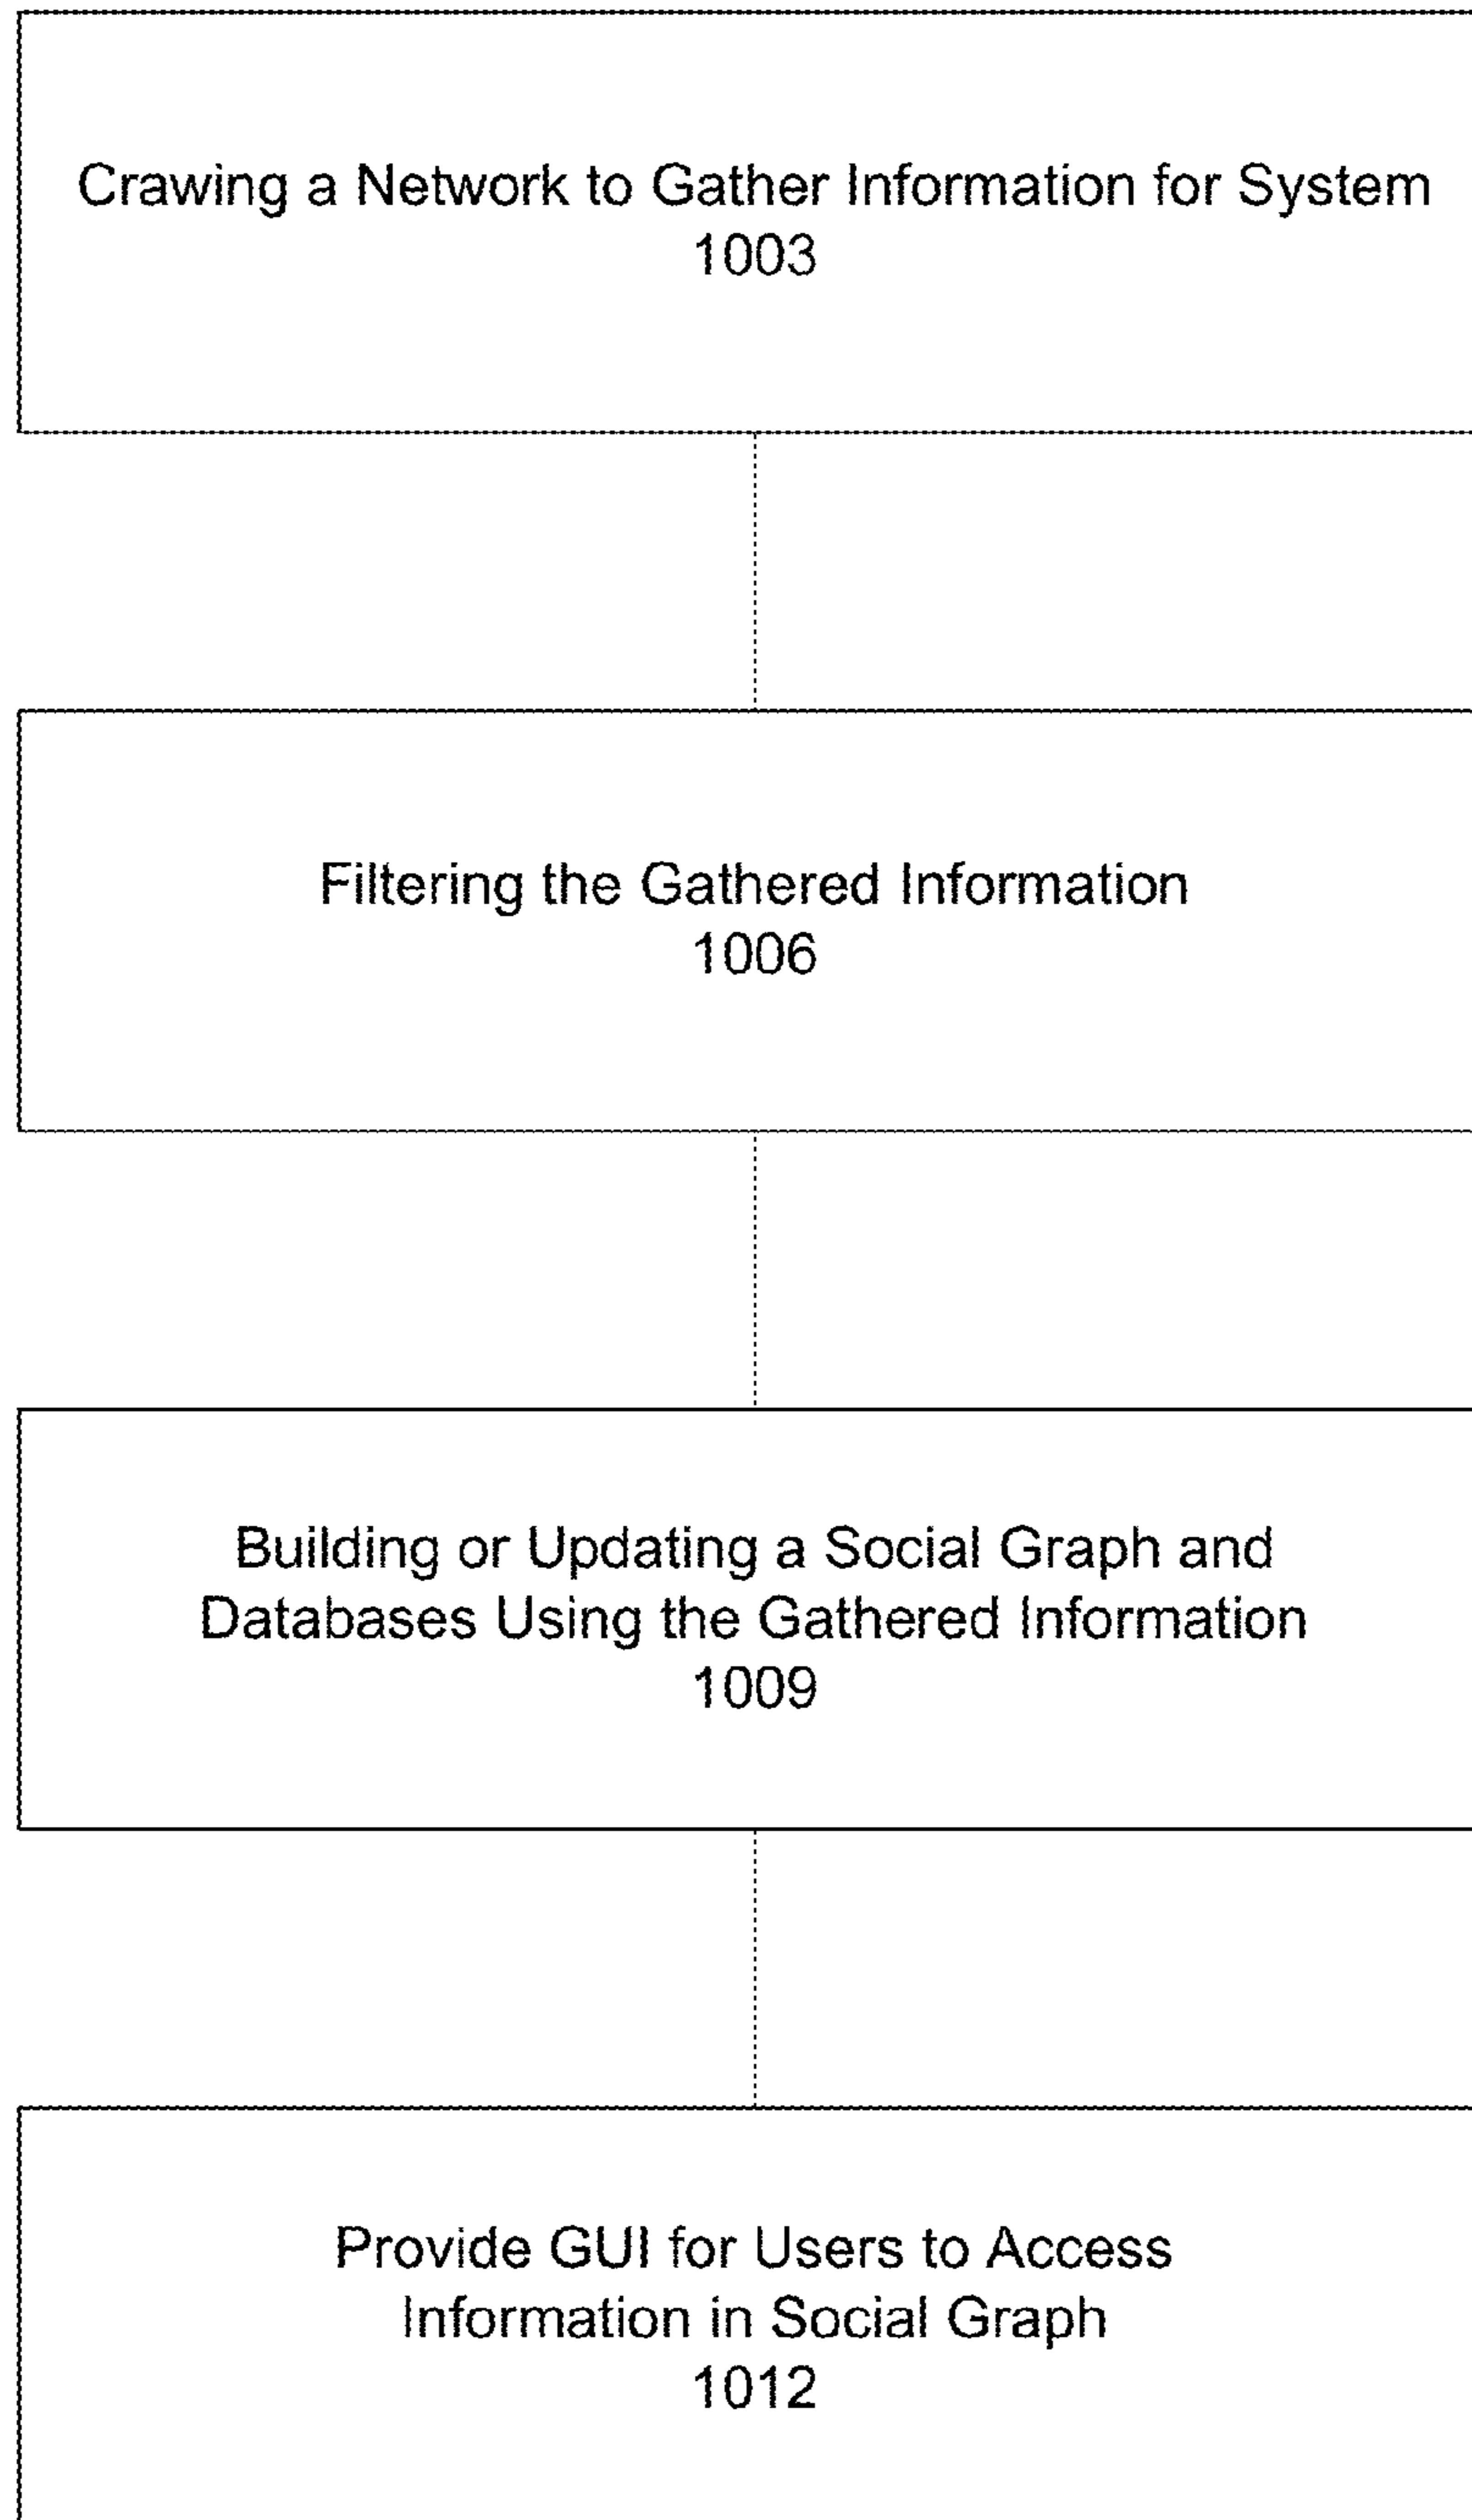 Crawing a Network to Gather Information for System
1003
Filtering the Gathered Information
1006
Building or Updating a Social Graph and
Databases Using the Gathered Information
1009
Provide GUI for Users to Access
Information in Social Graph
1012